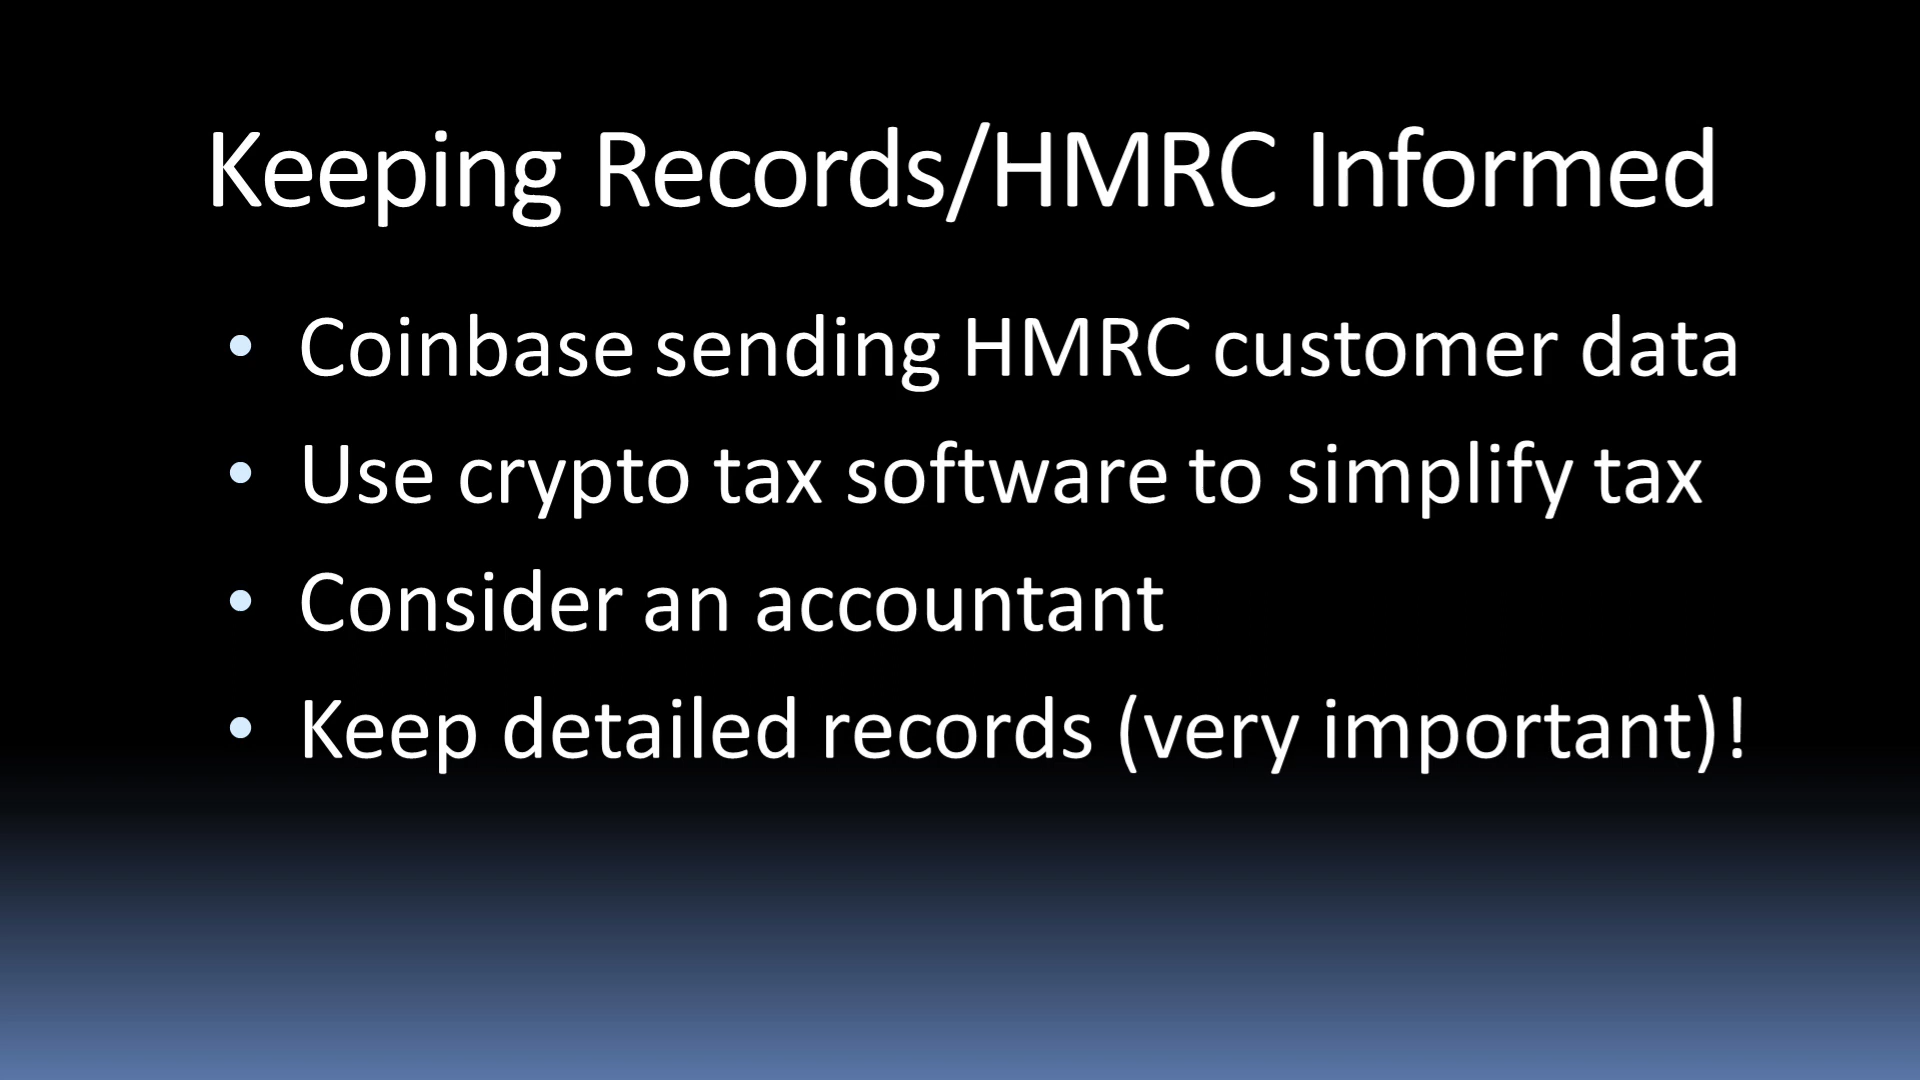 Keeping Records/HMRC Informed
• Coinbase sending HMRC customer data
• Use crypto tax software to simplify tax
• Consider an accountant
• Keep detailed records (very important)!